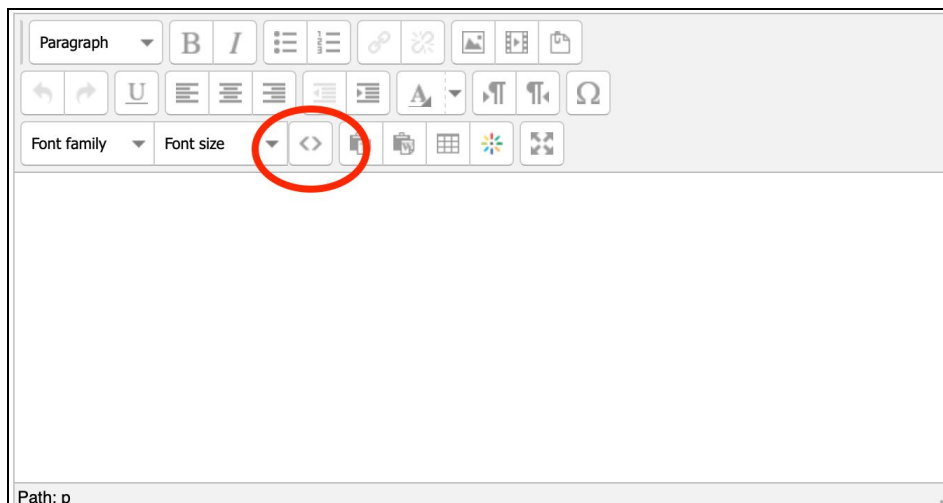 Paragraph B I
U A ¶ ¶ Ω
Font family Font size <>
Path: p